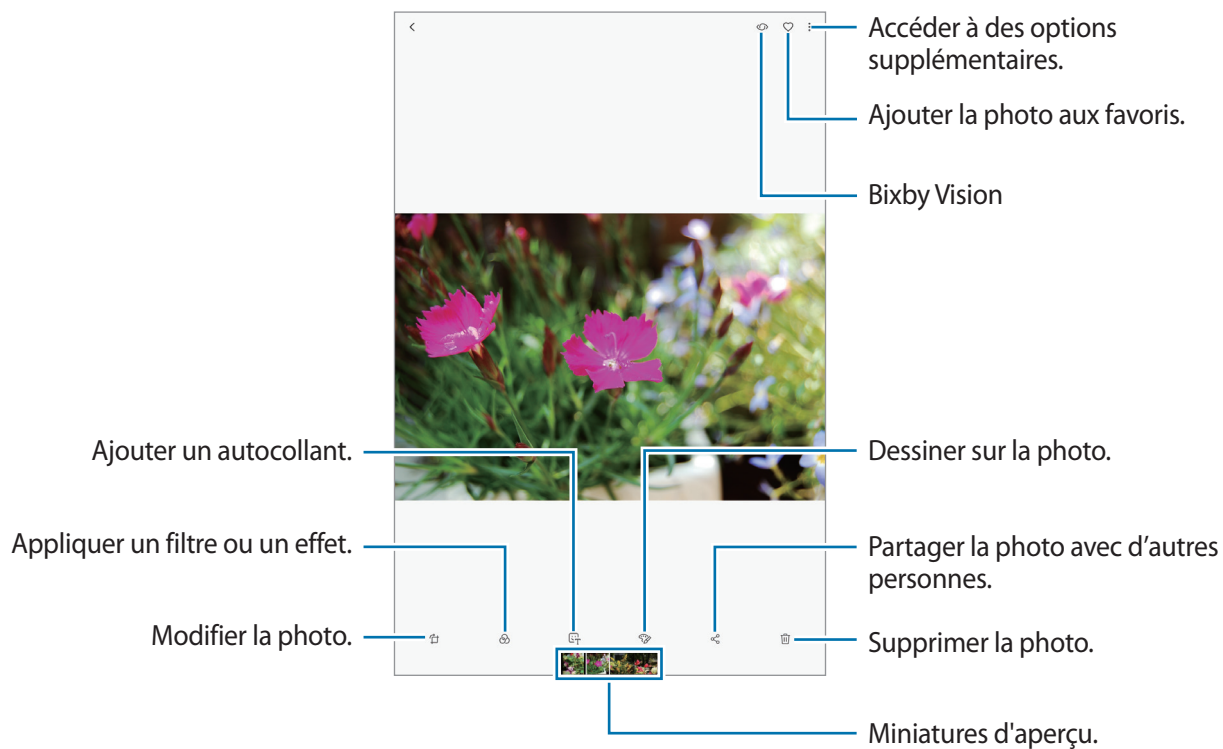 Accéder à des options
supplémentaires.
Ajouter la photo aux favoris.
Bixby Vision
Ajouter un autocollant.
Dessiner sur la photo.
Appliquer un filtre ou un effet.
Partager la photo avec d’autres
personnes.
Modifier la photo.
Supprimer la photo.
Miniatures d'aperçu.